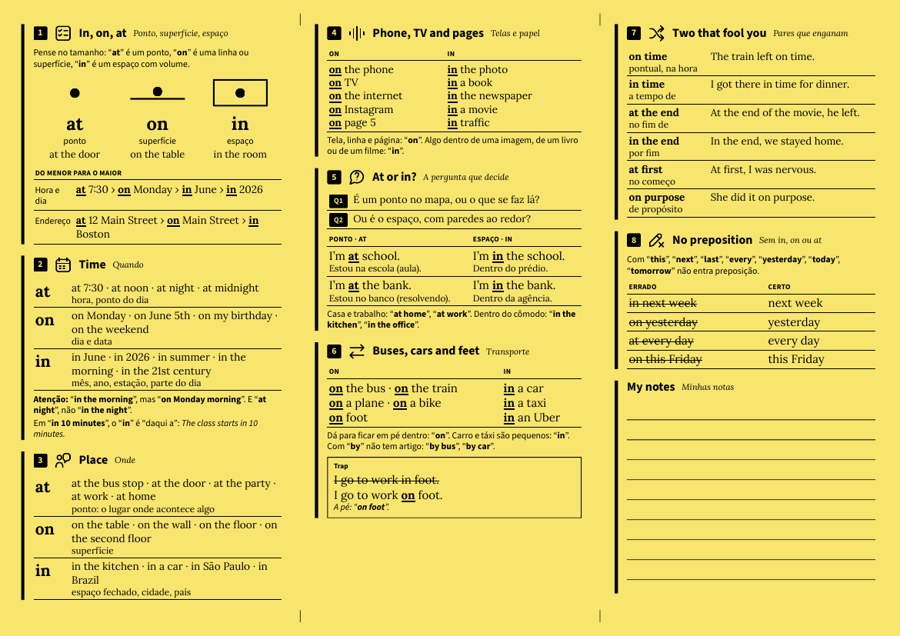 1 In, on, at Ponto, superfície, espaço
Pense no tamanho: “at” é um ponto, “on” é uma linha ou
superfície, “in” é um espaço com volume.
at on in
ponto superfície espaço
at the door on the table in the room
DO MENOR PARA O MAIOR
Hora e dia at 7:30 › on Monday › in June › in 2026
Endereço at 12 Main Street › on Main Street › in
Boston
2 Time Quando
at at 7:30 · at noon · at night · at midnight
hora, ponto do dia
on on Monday · on June 5th · on my birthday ·
on the weekend
dia e data
in in June · in 2026 · in summer · in the
morning · in the 21st century
mês, ano, estação, parte do dia
Atenção: “in the morning”, mas “on Monday morning”. E “at
night”, não “in the night”.
Em “in 10 minutes”, o “in” é “daqui a”: The class starts in 10
minutes.
3 Place Onde
at at the bus stop · at the door · at the party ·
at work · at home
ponto: o lugar onde acontece algo
on on the table · on the wall · on the floor · on
the second floor
superfície
in in the kitchen · in a car · in São Paulo · in
Brazil
espaço fechado, cidade, país
4 Phone, TV and pages Telas e papel
ON IN
on the phone in the photo
on TV in a book
on the internet in the newspaper
on Instagram in a movie
on page 5 in traffic
Tela, linha e página: “on”. Algo dentro de uma imagem, de um livro
ou de um filme: “in”.
5 At or in? A pergunta que decide
Q1 É um ponto no mapa, ou o que se faz lá?
Q2 Ou é o espaço, com paredes ao redor?
PONTO · AT ESPAÇO · IN
I’m at school. I’m in the school.
Estou na escola (aula). Dentro do prédio.
I’m at the bank. I’m in the bank.
Estou no banco (resolvendo). Dentro da agência.
Casa e trabalho: “at home”, “at work”. Dentro do cômodo: “in the
kitchen”, “in the office”.
6 Buses, cars and feet Transporte
ON IN
on the bus · on the train in a car
on a plane · on a bike in a taxi
on foot in an Uber
Dá para ficar em pé dentro: “on”. Carro e táxi são pequenos: “in”.
Com “by” não tem artigo: “by bus”, “by car”.
Trap
I go to work in foot.
I go to work on foot.
A pé: “on foot”.
7 Two that fool you Pares que enganam
on time The train left on time.
pontual, na hora
in time I got there in time for dinner.
a tempo de
at the end At the end of the movie, he left.
no fim de
in the end In the end, we stayed home.
por fim
at first At first, I was nervous.
no começo
on purpose She did it on purpose.
de propósito
8 No preposition Sem in, on ou at
Com “this”, “next”, “last”, “every”, “yesterday”, “today”,
“tomorrow” não entra preposição.
ERRADO CERTO
in next week next week
on yesterday yesterday
at every day every day
on this Friday this Friday
My notes Minhas notas